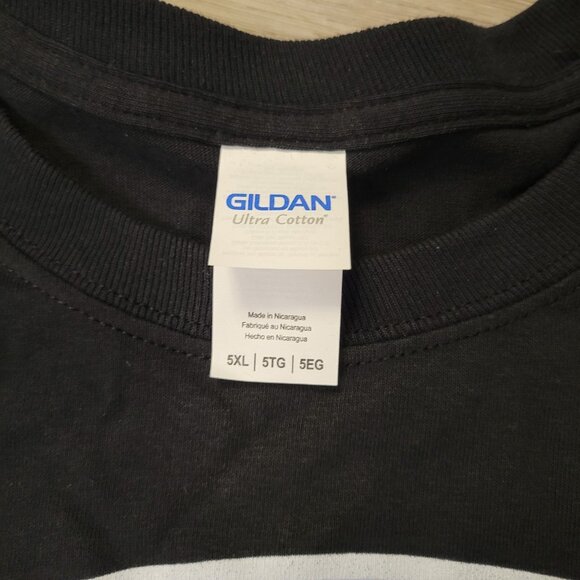 GILDAN
Ultra Cotton
Made in Nicaragua
Fabriqué au Nicaragua
Hecho en Nicaragua
5XL | 5TG | 5EG